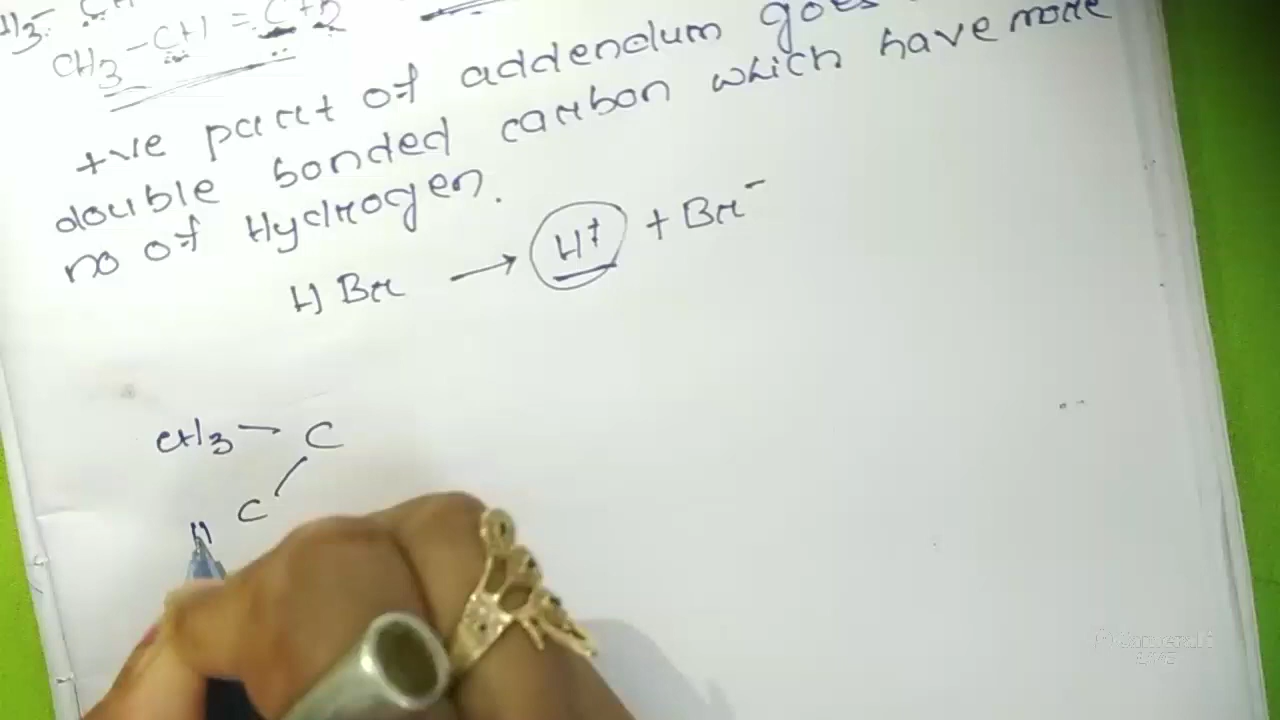 CH3-CH=CH2
+ve part of addendum goes
double bonded carbon which have more
no of Hydrogen.
HBr → H+ + Br-
CH3- C
C
H